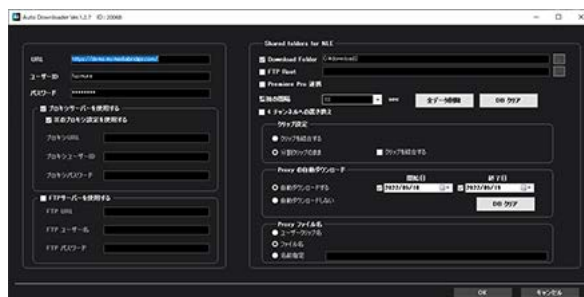 Auto Downloader Ver.1.2.7 ID : 20068
URL
ユーザーID
パスワード ********
プロキシサーバーを使用する
IEのプロキシ設定を使用する
プロキシURL
プロキシユーザーID
プロキシパスワード
FTPサーバーを使用する
FTP URL
FTP ユーザー名
FTP パスワード
Shared folders for NLE
Download Folder C:¥download
FTP Root
Premiere Pro 連携
監視の間隔 sec 全データ削除 DB クリア
4 チャンネルへの置き換え
クリップ設定
クリップを結合する
分割クリップのまま クリップを結合する
Proxy の自動ダウンロード
開始日 終了日
自動ダウンロードする 2022/05/18 2022/05/18
自動ダウンロードしない DB クリア
Proxy ファイル名
ユーザークリップ名
ファイル名
名前指定
OK キャンセル